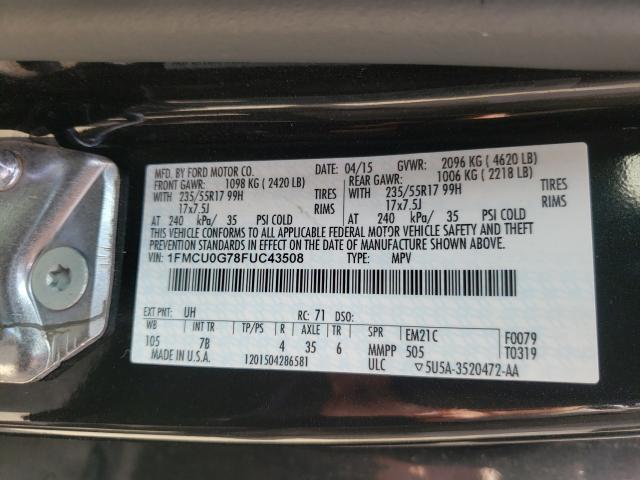 MFD. BY FORD MOTOR CO. DATE: 04/15 GVWR: 2096 KG ( 4620 LB)
FRONT GAWR: 1098 KG ( 2420 LB) REAR GAWR: 1006 KG ( 2218 LB)
WITH 235/55R17 99H TIRES WITH 235/55R17 99H TIRES
17x7.5J RIMS 17x7.5J RIMS
AT 240 kPa/ 35 PSI COLD AT 240 kPa/ 35 PSI COLD
THIS VEHICLE CONFORMS TO ALL APPLICABLE FEDERAL MOTOR VEHICLE SAFETY AND THEFT
PREVENTION STANDARDS IN EFFECT ON THE DATE OF MANUFACTURE SHOWN ABOVE.
VIN: 1FMCU0G78FUC43508 TYPE: MPV
EXT PNT: UH RC: 71 DSO:
WB INT TR TP/PS R AXLE TR SPR EM21C F0079
105 7B 4 35 6 MMPP 505 T0319
MADE IN U.S.A. 1201504286581 ULC ▽5U5A-3520472-AA